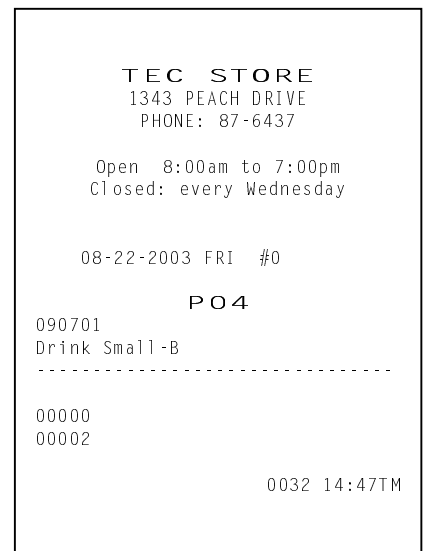 TEC STORE
1343 PEACH DRIVE
PHONE: 87-6437
Open 8:00am to 7:00pm
Closed: every Wednesday
08-22-2003 FRI #0
P04
090701
Drink Small-B
--------------------------------
00000
00002
0032 14:47TM